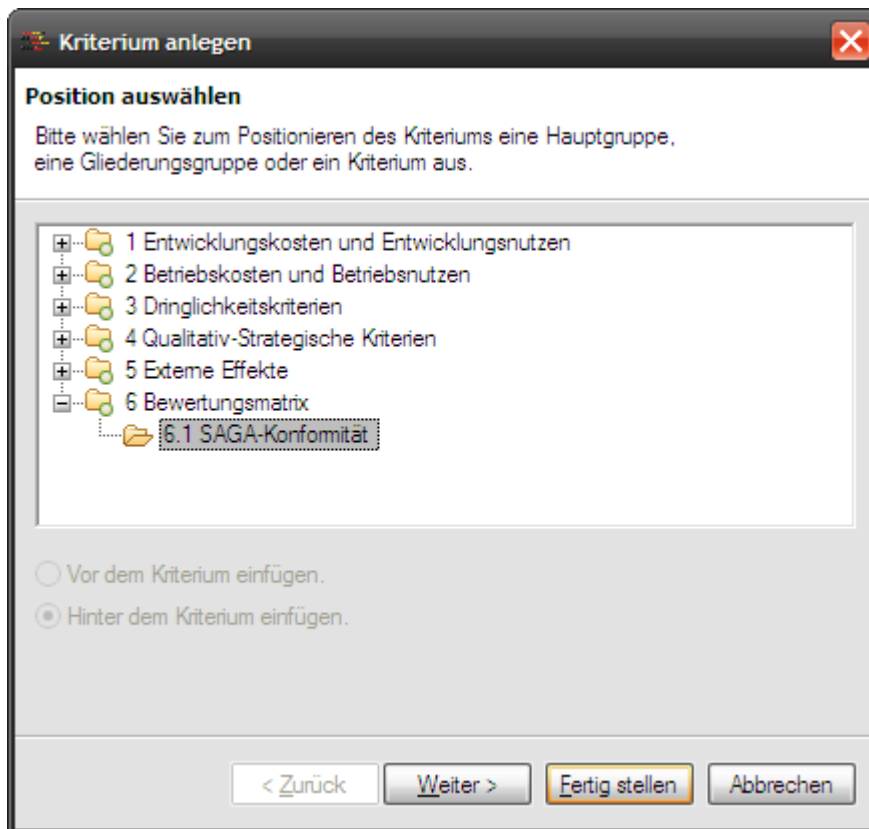 Kriterium anlegen
Position auswählen
Bitte wählen Sie zum Positionieren des Kriteriums eine Hauptgruppe,
eine Gliederungsgruppe oder ein Kriterium aus.
1 Entwicklungskosten und Entwicklungsnutzen
2 Betriebskosten und Betriebsnutzen
3 Dringlichkeitskriterien
4 Qualitativ-Strategische Kriterien
5 Externe Effekte
6 Bewertungsmatrix
6.1 SAGA-Konformität
Vor dem Kriterium einfügen.
Hinter dem Kriterium einfügen.
< Zurück Weiter > Fertig stellen Abbrechen